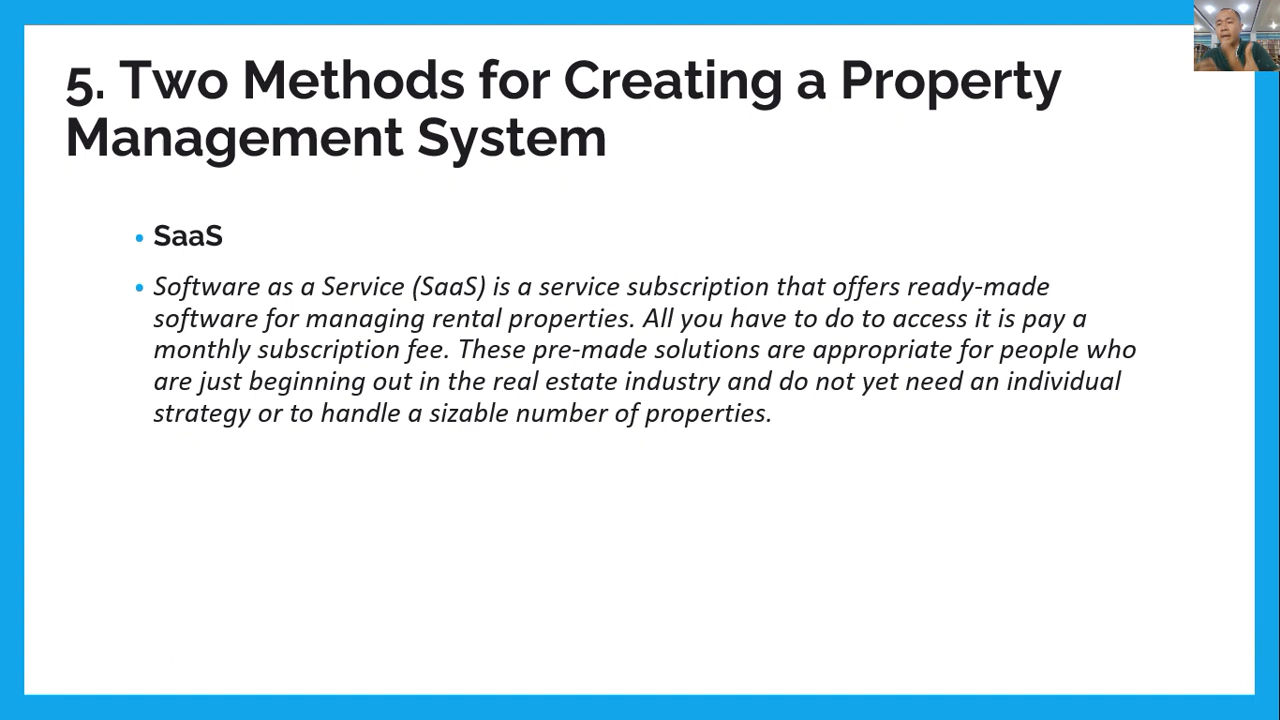 5. Two Methods for Creating a Property
Management System
• SaaS
• Software as a Service (SaaS) is a service subscription that offers ready-made
software for managing rental properties. All you have to do to access it is pay a
monthly subscription fee. These pre-made solutions are appropriate for people who
are just beginning out in the real estate industry and do not yet need an individual
strategy or to handle a sizable number of properties.